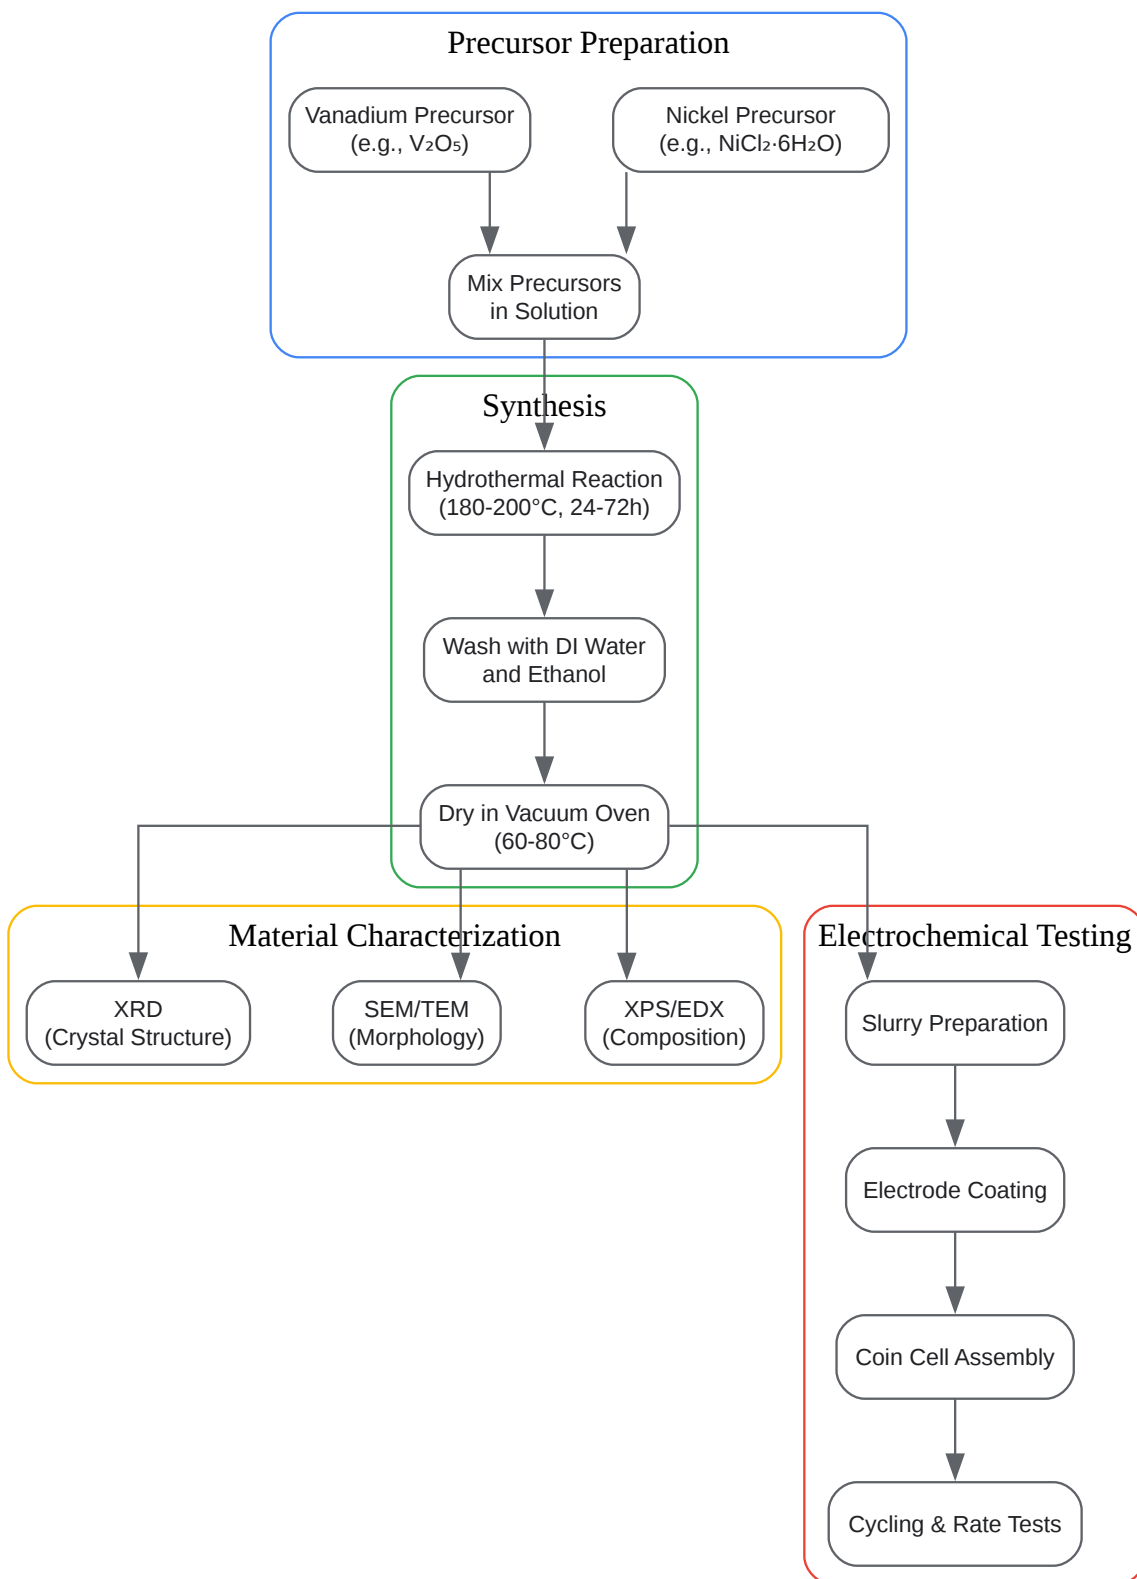 Precursor Preparation
Vanadium Precursor
(e.g., V₂O₅)
Nickel Precursor
(e.g., NiCl₂·6H₂O)
Mix Precursors
in Solution
Synthesis
Hydrothermal Reaction
(180-200°C, 24-72h)
Wash with DI Water
and Ethanol
Dry in Vacuum Oven
(60-80°C)
Material Characterization
XRD
(Crystal Structure)
SEM/TEM
(Morphology)
XPS/EDX
(Composition)
Electrochemical Testing
Slurry Preparation
Electrode Coating
Coin Cell Assembly
Cycling & Rate Tests